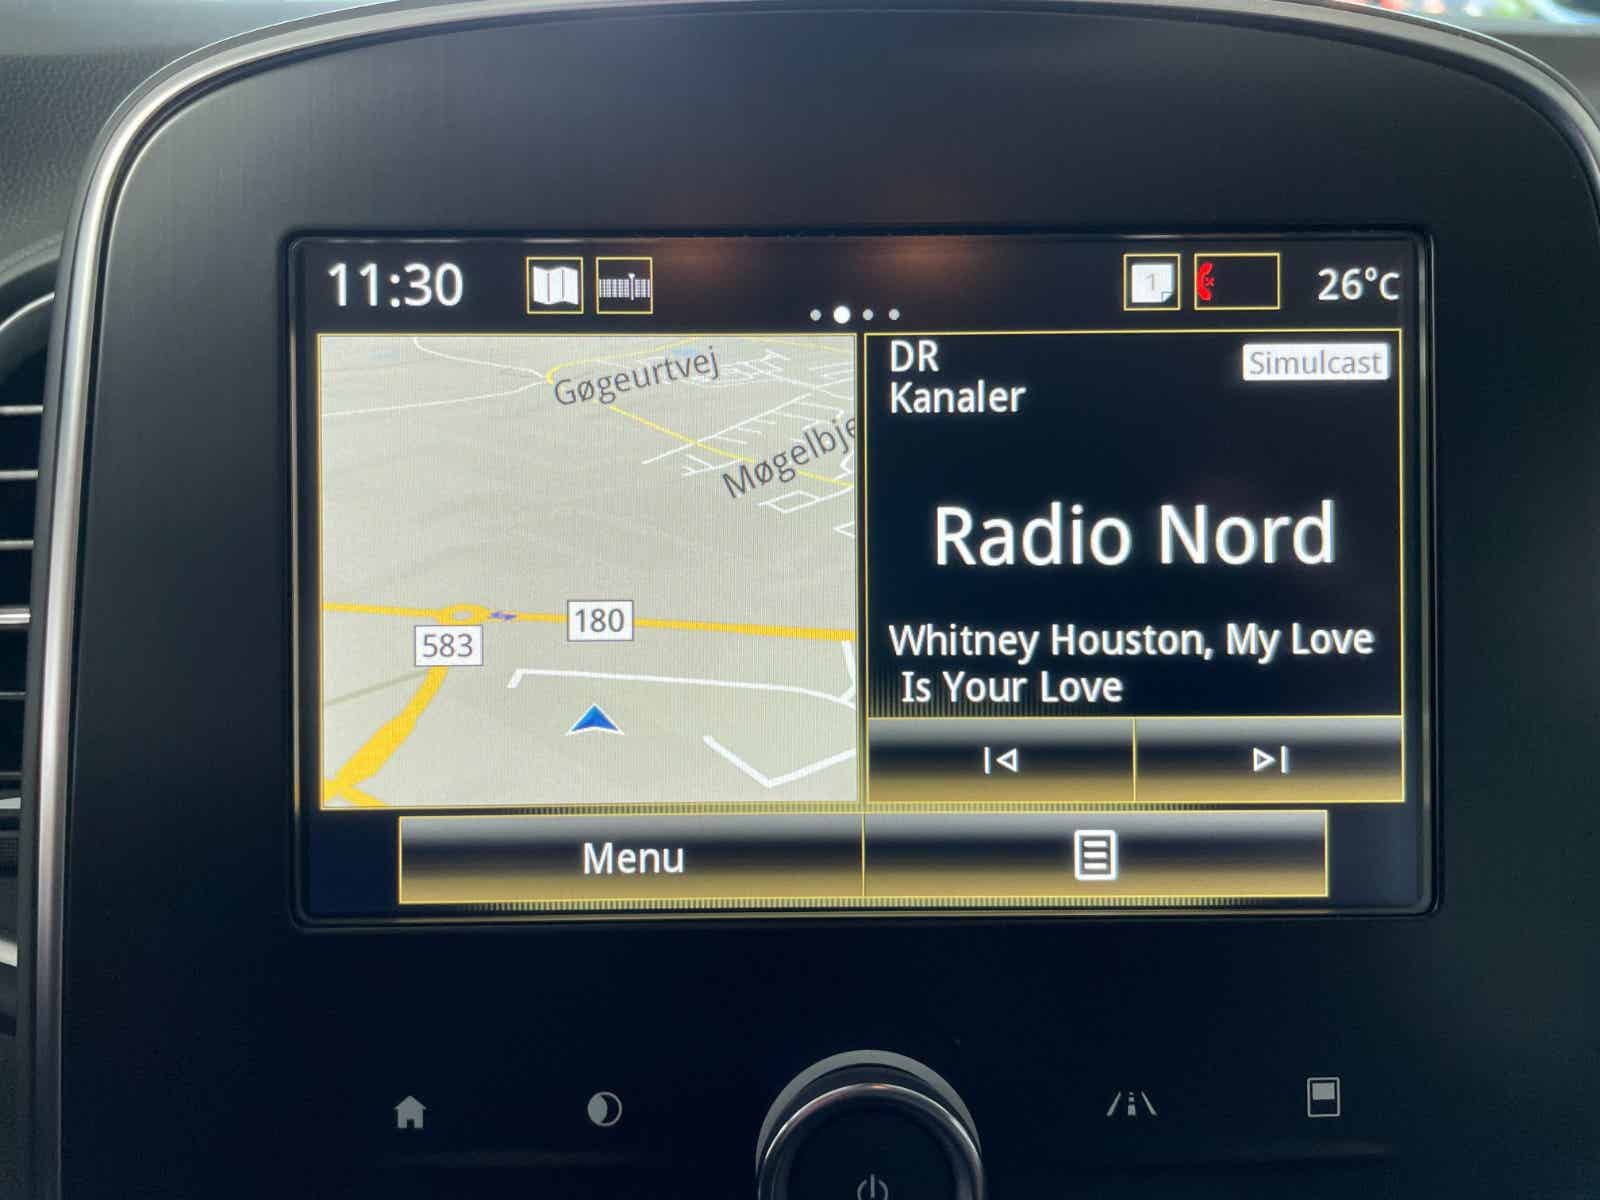 11:30
1
26°C
Gøgeurtvej
Møgelbje
180
583
DR
Kanaler
Simulcast
Radio Nord
Whitney Houston, My Love
Is Your Love
Menu